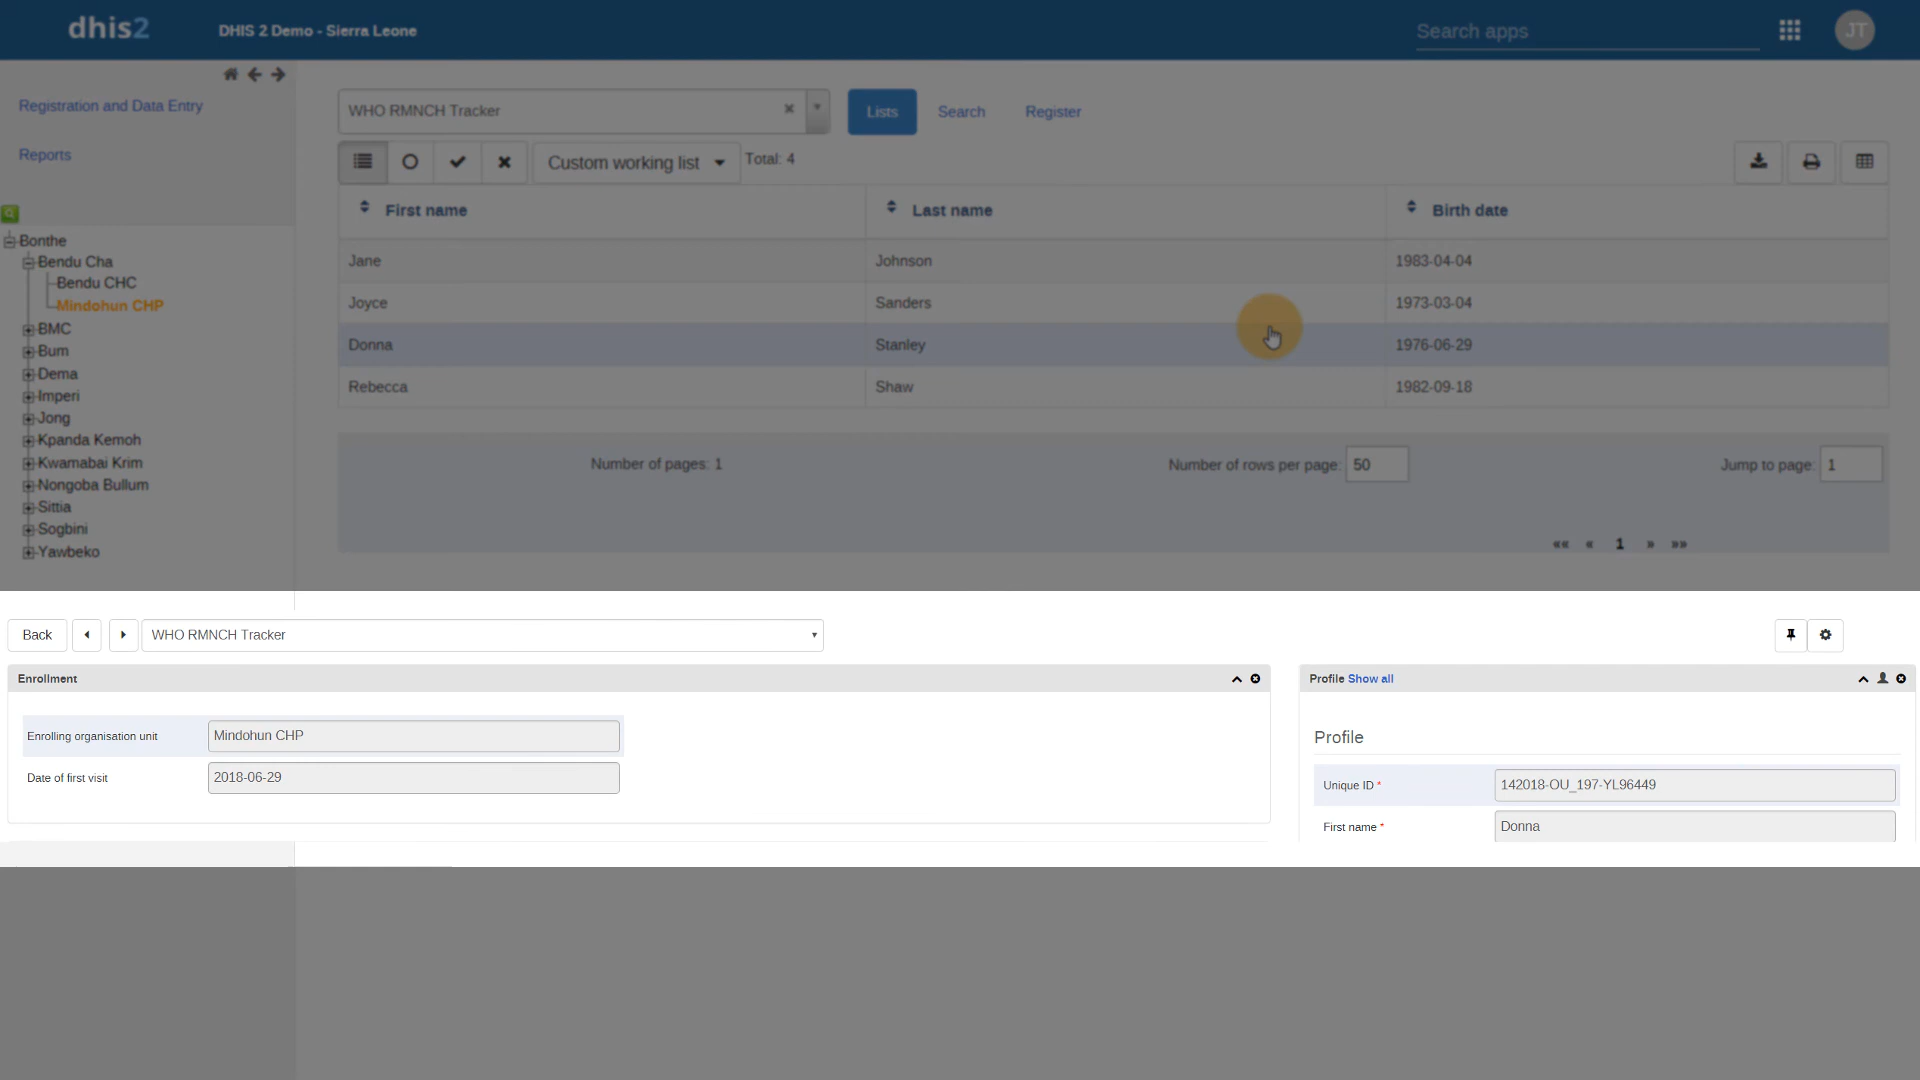 dhis2
DHIS 2 Demo - Sierra Leone
Search apps
JT
Registration and Data Entry
Reports
Bonthe
Bendu Cha
Bendu CHC
Mindohun CHP
BMC
Bum
Dema
Imperi
Jong
Kpanda Kemoh
Kwamabai Krim
Nongoba Bullum
Sittia
Sogbini
Yawbeko
WHO RMNCH Tracker
Lists Search Register
Custom working list Total: 4
First name Last name Birth date
Jane Johnson 1983-04-04
Joyce Sanders 1973-03-04
Donna Stanley 1976-06-29
Rebecca Shaw 1982-09-18
Number of pages: 1 Number of rows per page: 50 Jump to page: 1
«« « 1 » »»
Back WHO RMNCH Tracker
Enrollment
Enrolling organisation unit Mindohun CHP
Date of first visit 2018-06-29
Profile Show all
Profile
Unique ID * 142018-OU_197-YL96449
First name * Donna